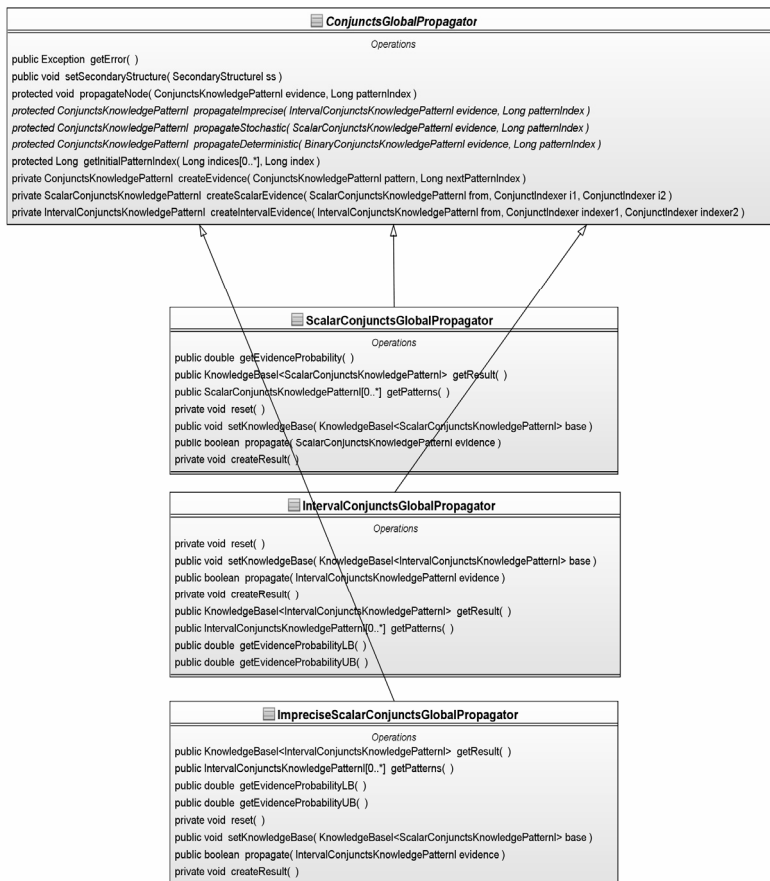 ConjunctsGlobalPropagator
Operations
public Exception getError( )
public void setSecondaryStructure( SecondaryStructureI ss )
protected void propagateNode( ConjunctsKnowledgePatternI evidence, Long patternIndex )
protected ConjunctsKnowledgePatternI propagateImprecise( IntervalConjunctsKnowledgePatternI evidence, Long patternIndex )
protected ConjunctsKnowledgePatternI propagateStochastic( ScalarConjunctsKnowledgePatternI evidence, Long patternIndex )
protected ConjunctsKnowledgePatternI propagateDeterministic( BinaryConjunctsKnowledgePatternI evidence, Long patternIndex )
protected Long getInitialPatternIndex( Long indices[0..*], Long index )
private ConjunctsKnowledgePatternI createEvidence( ConjunctsKnowledgePatternI pattern, Long nextPatternIndex )
private ScalarConjunctsKnowledgePatternI createScalarEvidence( ScalarConjunctsKnowledgePatternI from, ConjunctIndexer i1, ConjunctIndexer i2 )
private IntervalConjunctsKnowledgePatternI createIntervalEvidence( IntervalConjunctsKnowledgePatternI from, ConjunctIndexer indexer1, ConjunctIndexer indexer2 )
ScalarConjunctsGlobalPropagator
Operations
public double getEvidenceProbability( )
public KnowledgeBaseI<ScalarConjunctsKnowledgePatternI> getResult( )
public ScalarConjunctsKnowledgePatternI[0..*] getPatterns( )
private void reset( )
public void setKnowledgeBase( KnowledgeBaseI<ScalarConjunctsKnowledgePatternI> base )
public boolean propagate( ScalarConjunctsKnowledgePatternI evidence )
private void createResult( )
IntervalConjunctsGlobalPropagator
Operations
private void reset( )
public void setKnowledgeBase( KnowledgeBaseI<IntervalConjunctsKnowledgePatternI> base )
public boolean propagate( IntervalConjunctsKnowledgePatternI evidence )
private void createResult( )
public KnowledgeBaseI<IntervalConjunctsKnowledgePatternI> getResult( )
public IntervalConjunctsKnowledgePatternI[0..*] getPatterns( )
public double getEvidenceProbabilityLB( )
public double getEvidenceProbabilityUB( )
ImpreciseScalarConjunctsGlobalPropagator
Operations
public KnowledgeBaseI<IntervalConjunctsKnowledgePatternI> getResult( )
public IntervalConjunctsKnowledgePatternI[0..*] getPatterns( )
public double getEvidenceProbabilityLB( )
public double getEvidenceProbabilityUB( )
private void reset( )
public void setKnowledgeBase( KnowledgeBaseI<ScalarConjunctsKnowledgePatternI> base )
public boolean propagate( IntervalConjunctsKnowledgePatternI evidence )
private void createResult( )